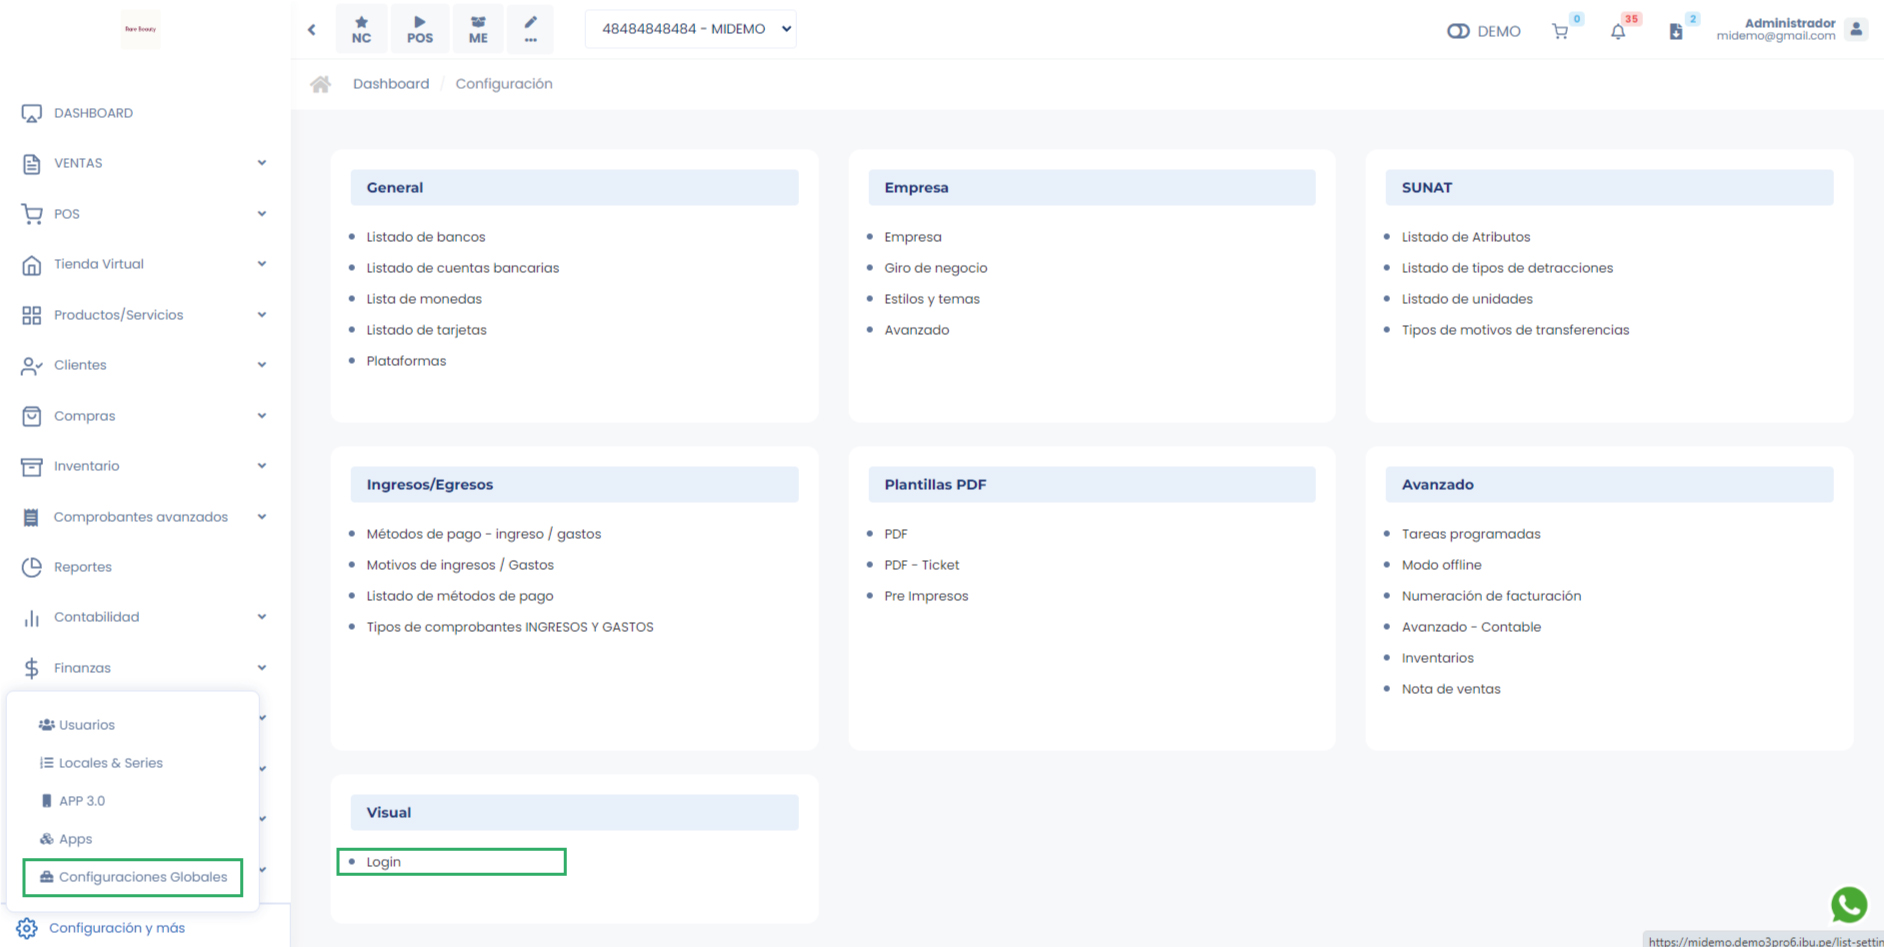 Rare Beauty
NC
POS
ME
...
48484848484 - MIDEMO
DEMO
0
35
2
Administrador
midemo@gmail.com
Dashboard / Configuración
DASHBOARD
VENTAS
POS
Tienda Virtual
Productos/Servicios
Clientes
Compras
Inventario
Comprobantes avanzados
Reportes
Contabilidad
Finanzas
Usuarios
Locales & Series
APP 3.0
Apps
Configuraciones Globales
Configuración y más
General
Listado de bancos
Listado de cuentas bancarias
Lista de monedas
Listado de tarjetas
Plataformas
Empresa
Empresa
Giro de negocio
Estilos y temas
Avanzado
SUNAT
Listado de Atributos
Listado de tipos de detracciones
Listado de unidades
Tipos de motivos de transferencias
Ingresos/Egresos
Métodos de pago - ingreso / gastos
Motivos de ingresos / Gastos
Listado de métodos de pago
Tipos de comprobantes INGRESOS Y GASTOS
Plantillas PDF
PDF
PDF - Ticket
Pre Impresos
Avanzado
Tareas programadas
Modo offline
Numeración de facturación
Avanzado - Contable
Inventarios
Nota de ventas
Visual
Login
https://midemo.demo3pro6.ibu.pe/list-settin